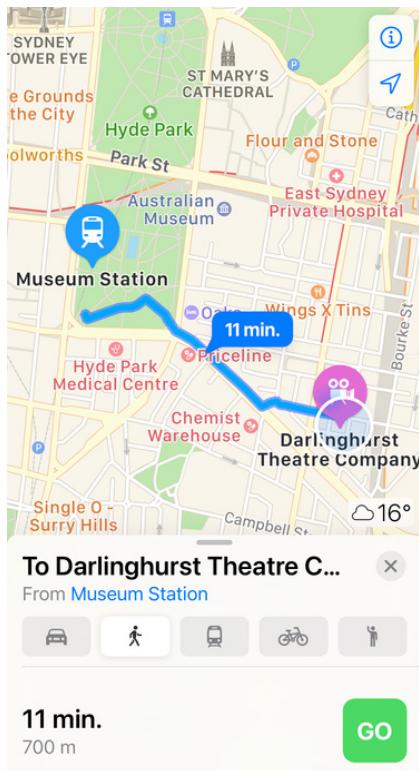 SYDNEY
TOWER EYE
ST MARY'S
CATHEDRAL
e Grounds
the City
Hyde Park
Cath
Flour and Stone
olworths
Park St
East Sydney
Private Hospital
Australian
Museum
Museum Station
Oaks
Wings X Tins
11 min.
Bourke St
Priceline
Hyde Park
Medical Centre
Chemist
Warehouse
Darlinghurst
Theatre Company
P
P
P
Single O -
Surry Hills
Campbell St
16°
To Darlinghurst Theatre C...
From Museum Station
11 min.
700 m
GO